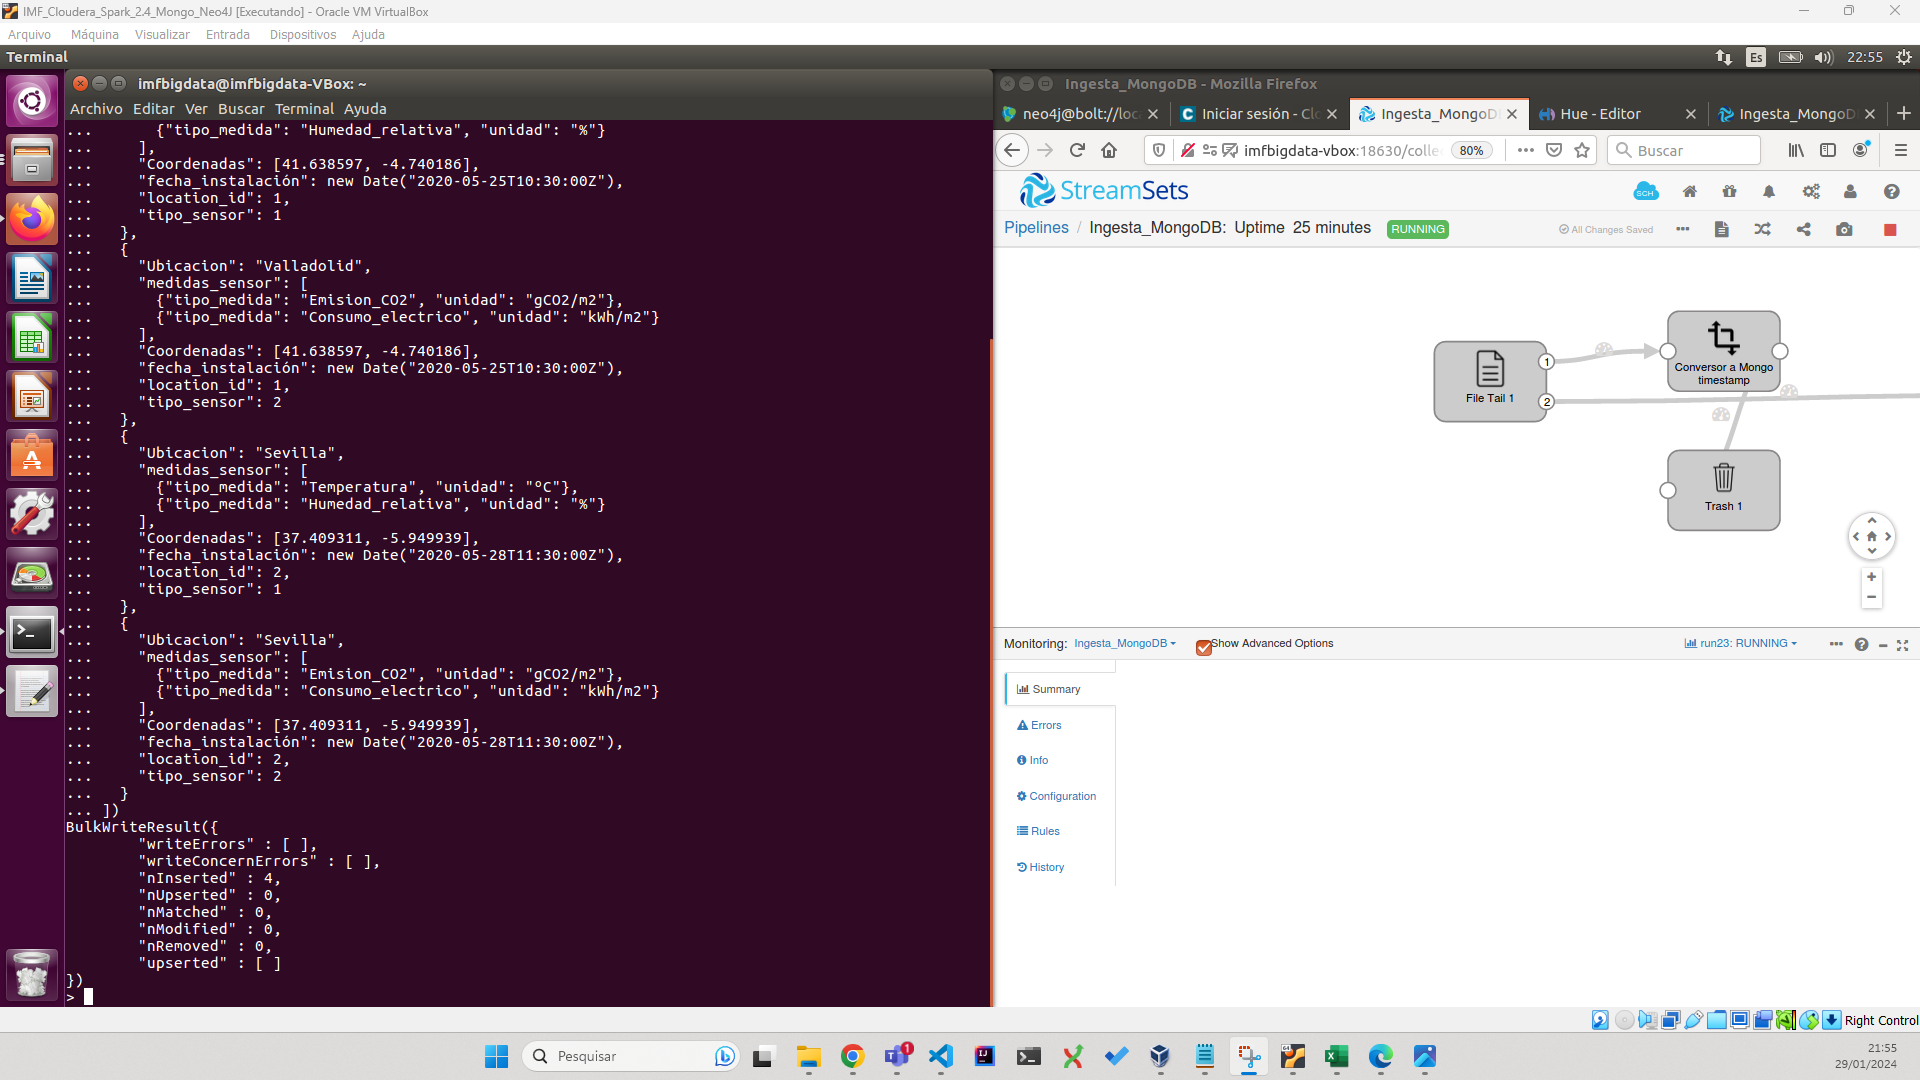 IMF_Cloudera_Spark_2.4_Mongo_Neo4J [Executando] - Oracle VM VirtualBox
Arquivo Máquina Visualizar Entrada Dispositivos Ajuda
Terminal
Es
22:55
imfbigdata@imfbigdata-VBox: ~
Archivo Editar Ver Buscar Terminal Ayuda
...       {"tipo_medida": "Humedad_relativa", "unidad": "%"}
...     ],
...     "Coordenadas": [41.638597, -4.740186],
...     "fecha_instalación": new Date("2020-05-25T10:30:00Z"),
...     "location_id": 1,
...     "tipo_sensor": 1
...   },
...   {
...     "Ubicacion": "Valladolid",
...     "medidas_sensor": [
...       {"tipo_medida": "Emision_CO2", "unidad": "gCO2/m2"},
...       {"tipo_medida": "Consumo_electrico", "unidad": "kWh/m2"}
...     ],
...     "Coordenadas": [41.638597, -4.740186],
...     "fecha_instalación": new Date("2020-05-25T10:30:00Z"),
...     "location_id": 1,
...     "tipo_sensor": 2
...   },
...   {
...     "Ubicacion": "Sevilla",
...     "medidas_sensor": [
...       {"tipo_medida": "Temperatura", "unidad": "ºC"},
...       {"tipo_medida": "Humedad_relativa", "unidad": "%"}
...     ],
...     "Coordenadas": [37.409311, -5.949939],
...     "fecha_instalación": new Date("2020-05-28T11:30:00Z"),
...     "location_id": 2,
...     "tipo_sensor": 1
...   },
...   {
...     "Ubicacion": "Sevilla",
...     "medidas_sensor": [
...       {"tipo_medida": "Emision_CO2", "unidad": "gCO2/m2"},
...       {"tipo_medida": "Consumo_electrico", "unidad": "kWh/m2"}
...     ],
...     "Coordenadas": [37.409311, -5.949939],
...     "fecha_instalación": new Date("2020-05-28T11:30:00Z"),
...     "location_id": 2,
...     "tipo_sensor": 2
...   }
... ])
BulkWriteResult({
        "writeErrors" : [ ],
        "writeConcernErrors" : [ ],
        "nInserted" : 4,
        "nUpserted" : 0,
        "nMatched" : 0,
        "nModified" : 0,
        "nRemoved" : 0,
        "upserted" : [ ]
})
>
Ingesta_MongoDB - Mozilla Firefox
neo4j@bolt://loc Iniciar sesión - Clo Ingesta_MongoD Hue - Editor Ingesta_MongoD
imfbigdata-vbox:18630/collec 80% Buscar
StreamSets
SCH
Pipelines / Ingesta_MongoDB: Uptime 25 minutes RUNNING All Changes Saved
File Tail 1
1
2
Conversor a Mongo
timestamp
Trash 1
Monitoring: Ingesta_MongoDB Show Advanced Options run23: RUNNING
Summary
Errors
Info
Configuration
Rules
History
Right Control
Pesquisar
1
21:55
29/01/2024